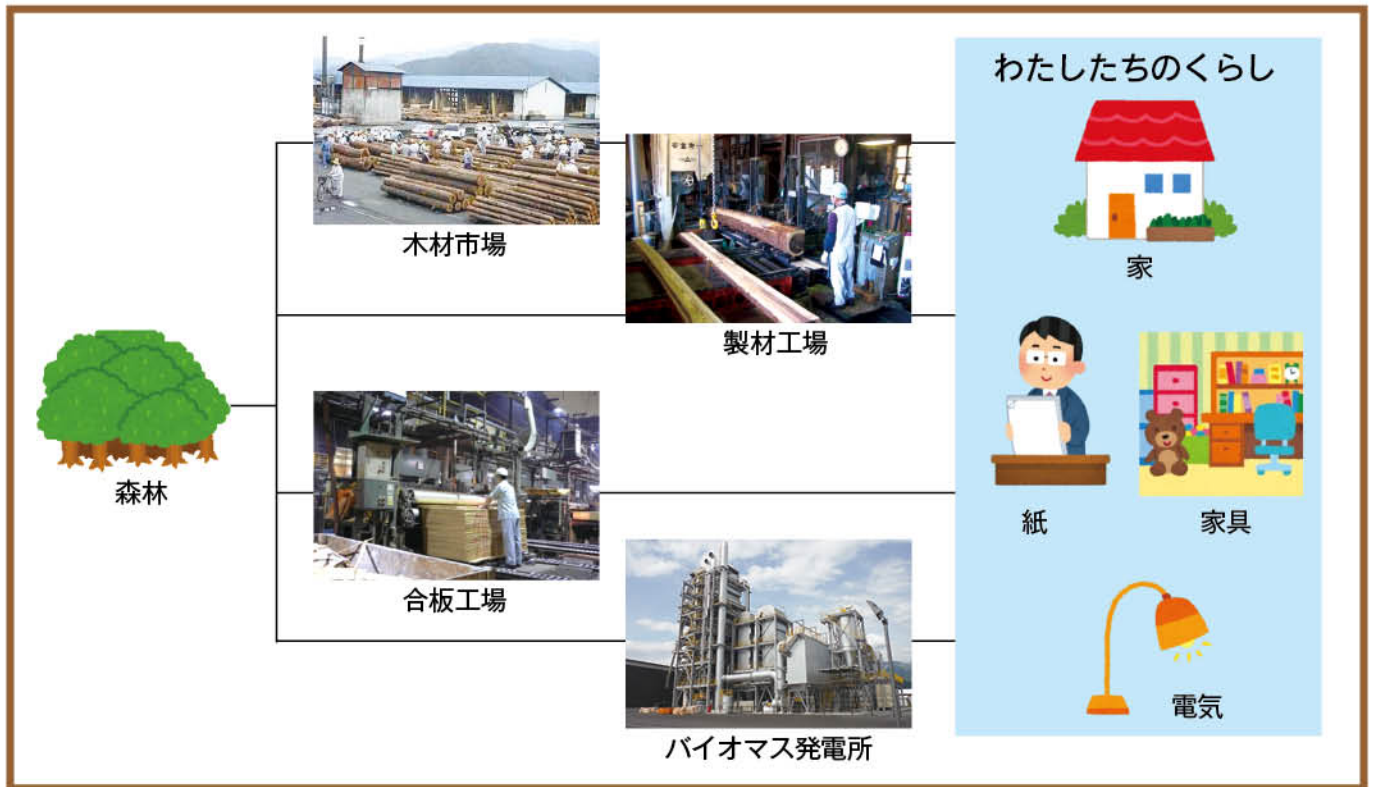 わたしたちのくらし
木材市場
家
製材工場
森林
紙
家具
合板工場
電気
バイオマス発電所